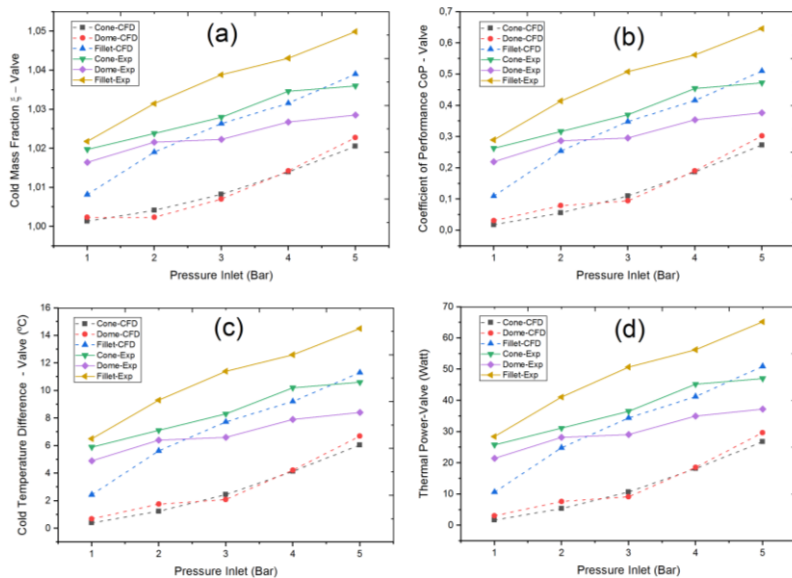 (a)
Cone-CFD
Dome-CFD
Fillet-CFD
Cone-Exp
Dome-Exp
Fillet-Exp
Cold Mass Fraction ξ – Valve
1,05
1,04
1,03
1,02
1,01
1,00
1 2 3 4 5
Pressure Inlet (Bar)
(b)
Cone-CFD
Done-CFD
Fillet-CFD
Cone-Exp
Done-Exp
Fillet-Exp
Coefficient of Performance CoP - Valve
0,7
0,6
0,5
0,4
0,3
0,2
0,1
0,0
1 2 3 4 5
Pressure Inlet (Bar)
(c)
Cone-CFD
Dome-CFD
Fillet-CFD
Cone-Exp
Dome-Exp
Fillet-Exp
Cold Temperature Difference - Valve (ºC)
16
14
12
10
8
6
4
2
0
1 2 3 4 5
Pressure Inlet (Bar)
(d)
Cone-CFD
Dome-CFD
Fillet-CFD
Cone-Exp
Dome-Exp
Fillet-Exp
Thermal Power-Valve (Watt)
70
60
50
40
30
20
10
0
1 2 3 4 5
Pressure Inlet (Bar)